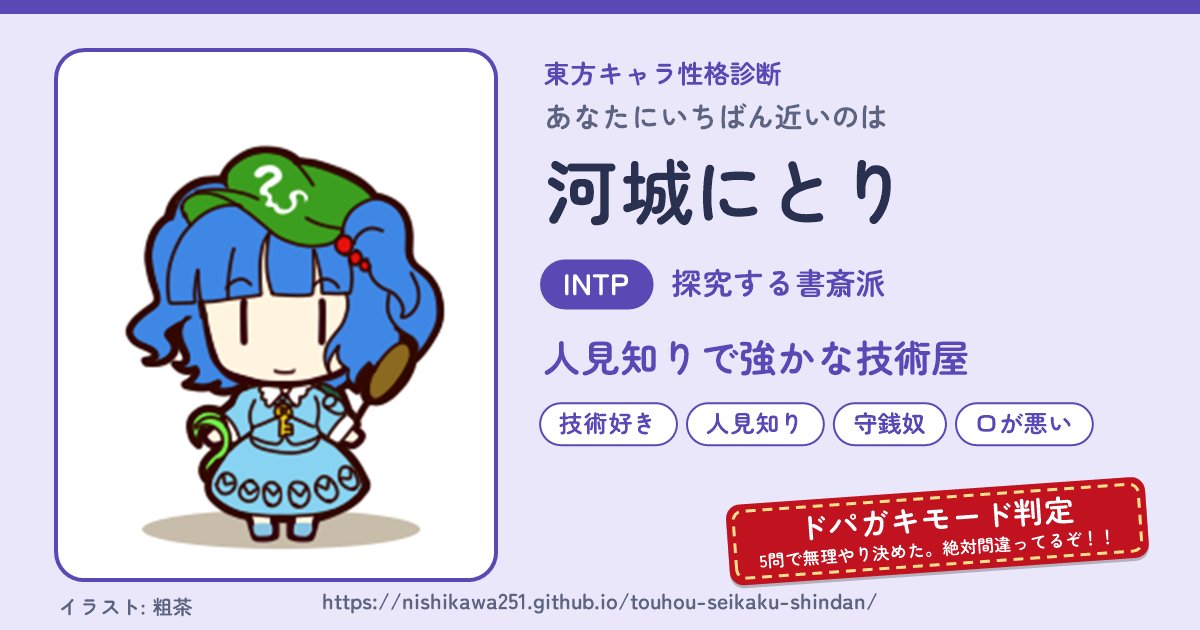 東方キャラ性格診断
あなたにいちばん近いのは
河城にとり
INTP 探究する書斎派
人見知りで強かな技術屋
技術好き 人見知り 守銭奴 口が悪い
ドパガキモード判定
5問で無理やり決めた。絶対間違ってるぞ！！
イラスト: 粗茶
https://nishikawa251.github.io/touhou-seikaku-shindan/